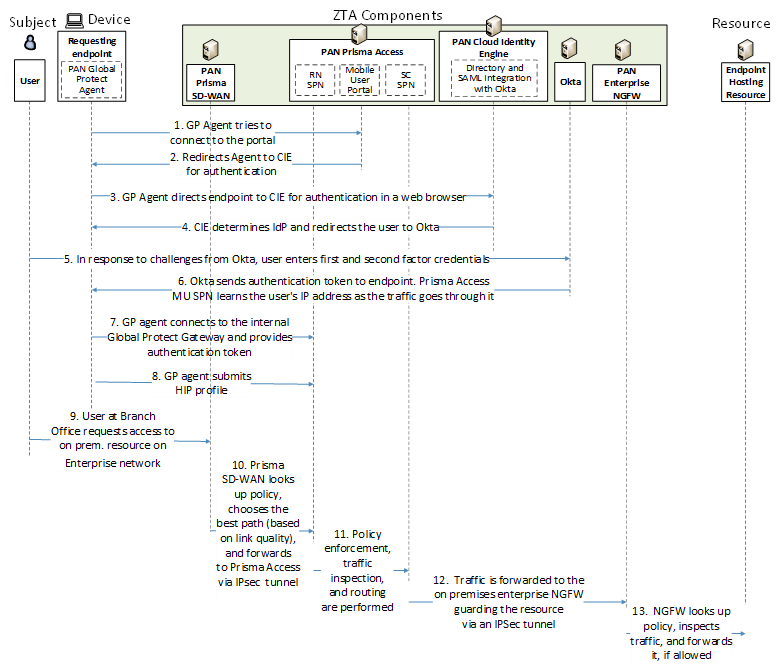 ZTA Components
Subject
Device
Resource
User
Requesting
endpoint
PAN Global
Protect
Agent
PAN
Prisma
SD-WAN
PAN Prisma Access
RN
SPN
Mobile
User
Portal
SC
SPN
PAN Cloud Identity
Engine
Directory and
SAML Integration
with Okta
Okta
PAN
Enterprise
NGFW
Endpoint
Hosting
Resource
1. GP Agent tries to
connect to the portal
2. Redirects Agent to CIE
for authentication
3. GP Agent directs endpoint to CIE for authentication in a web browser
4. CIE determines IdP and redirects the user to Okta
5. In response to challenges from Okta, user enters first and second factor credentials
6. Okta sends authentication token to endpoint. Prisma Access
MU SPN learns the user's IP address as the traffic goes through it
7. GP agent connects to the internal
Global Protect Gateway and provides
authentication token
8. GP agent submits
HIP profile
9. User at Branch
Office requests access to
on prem. resource on
Enterprise network
10. Prisma
SD-WAN looks
up policy,
chooses the
best path (based
on link quality),
and forwards
to Prisma Access
via IPsec tunnel
11. Policy
enforcement,
traffic
inspection,
and routing
are performed
12. Traffic is forwarded to the
on premises enterprise NGFW
guarding the resource
via an IPSec tunnel
13. NGFW looks up
policy, inspects
traffic, and forwards
it, if allowed